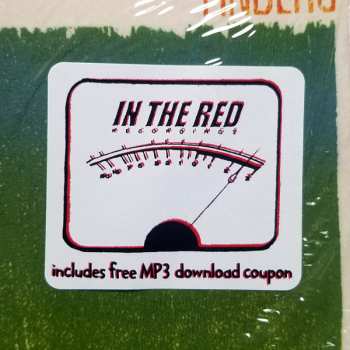 IN THE RED
RECORDINGS
includes free MP3 download coupon